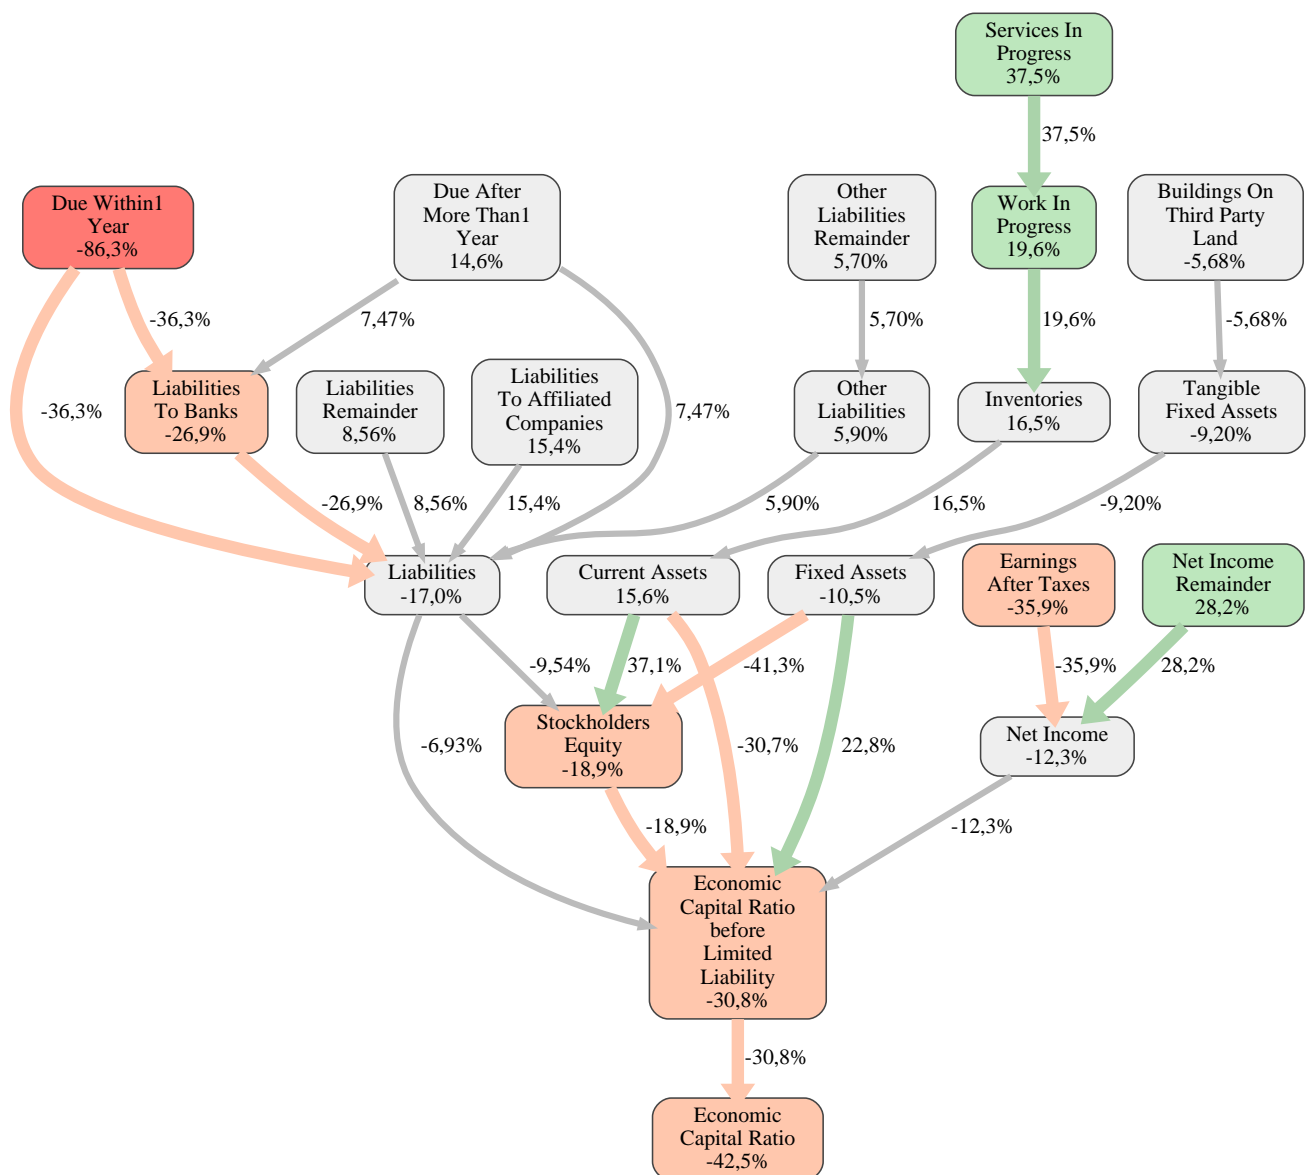 Services In
Progress
37,5%
37,5%
Due Within1
Year
-86,3%
Due After
More Than1
Year
14,6%
Other
Liabilities
Remainder
5,70%
Work In
Progress
19,6%
Buildings On
Third Party
Land
-5,68%
-36,3%
7,47%
5,70%
19,6%
-5,68%
-36,3%
Liabilities
To Banks
-26,9%
Liabilities
Remainder
8,56%
Liabilities
To Affiliated
Companies
15,4%
7,47%
Other
Liabilities
5,90%
Inventories
16,5%
Tangible
Fixed Assets
-9,20%
-26,9%
8,56%
15,4%
5,90%
16,5%
-9,20%
Liabilities
-17,0%
Current Assets
15,6%
Fixed Assets
-10,5%
Earnings
After Taxes
-35,9%
Net Income
Remainder
28,2%
-9,54%
37,1%
-41,3%
-35,9%
28,2%
-6,93%
Stockholders
Equity
-18,9%
-30,7%
22,8%
Net Income
-12,3%
-18,9%
-12,3%
Economic
Capital Ratio
before
Limited
Liability
-30,8%
-30,8%
Economic
Capital Ratio
-42,5%